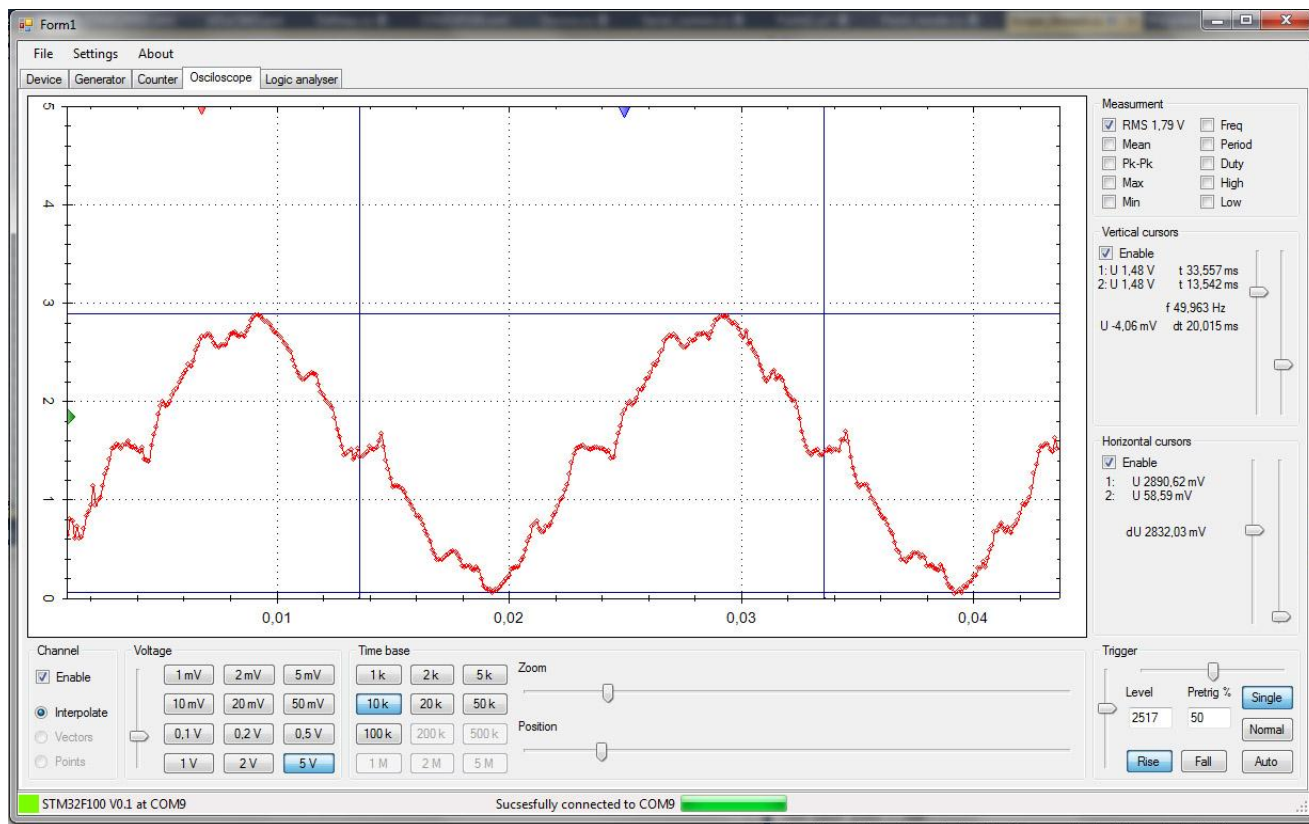 Form1
File Settings About
Device Generator Counter Osciloscope Logic analyser
5
4
3
2
1
0
0,01 0,02 0,03 0,04
Measument
RMS 1,79 V Freq
Mean Period
Pk-Pk Duty
Max High
Min Low
Vertical cursors
Enable
1: U 1,48 V t 33,557 ms
2: U 1,48 V t 13,542 ms
f 49,963 Hz
U -4,06 mV dt 20,015 ms
Horizontal cursors
Enable
1: U 2890,62 mV
2: U 58,59 mV
dU 2832,03 mV
Channel
Enable
Interpolate
Vectors
Points
Voltage
1 mV 2 mV 5 mV
10 mV 20 mV 50 mV
0,1 V 0,2 V 0,5 V
1 V 2 V 5 V
Time base
1 k 2 k 5 k
10 k 20 k 50 k
100 k 200 k 500 k
1 M 2 M 5 M
Zoom
Position
Trigger
Level Pretrig % Single
2517 50
Normal
Rise Fall Auto
STM32F100 V0.1 at COM9 Sucsesfully connected to COM9